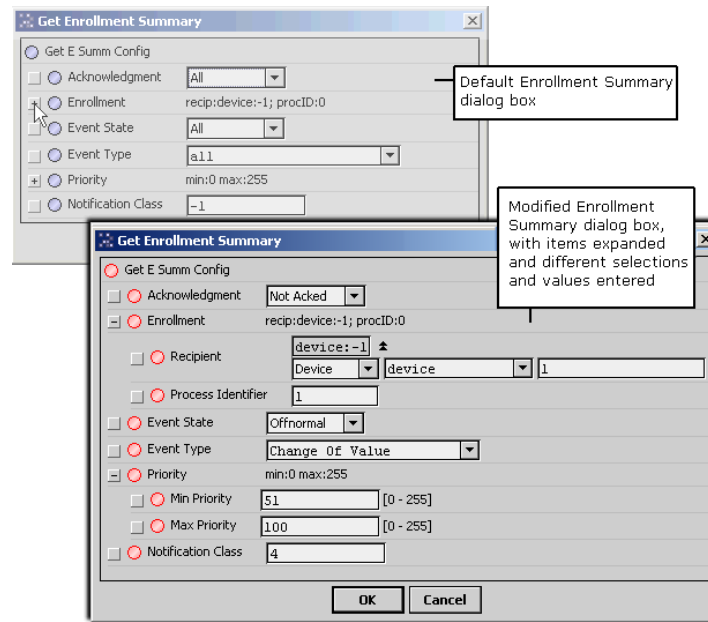 Get Enrollment Summary
Get E Summ Config
Acknowledgment All
Enrollment recip:device:-1; procID:0
Event State All
Event Type all
Priority min:0 max:255
Notification Class -1
Default Enrollment Summary
dialog box
Modified Enrollment
Summary dialog box,
with items expanded
and different selections
and values entered
Get Enrollment Summary
Get E Summ Config
Acknowledgment Not Acked
Enrollment recip:device:-1; procID:0
device:-1
Recipient
Device device 1
Process Identifier 1
Event State Offnormal
Event Type Change Of Value
Priority min:0 max:255
Min Priority 51 [0 - 255]
Max Priority 100 [0 - 255]
Notification Class 4
OK Cancel